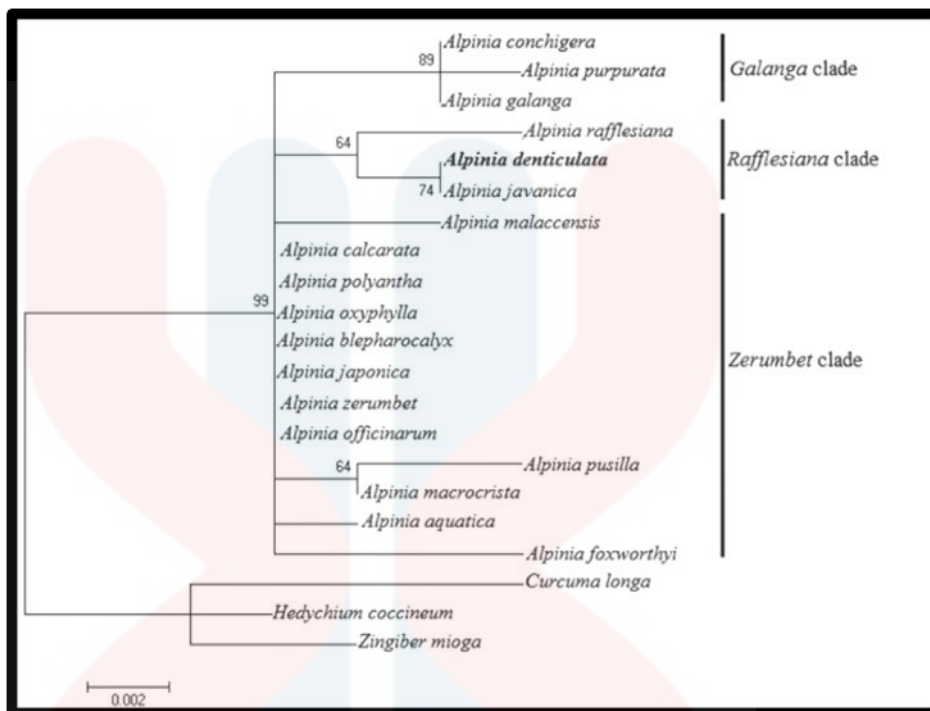 Alpinia conchigera
89
Alpinia purpurata
Galanga clade
Alpinia galanga
Alpinia rafflesiana
64
Alpinia denticulata
Rafflesiana clade
74
Alpinia javanica
Alpinia malaccensis
Alpinia calcarata
Alpinia polyantha
99
Alpinia oxyphylla
Alpinia blepharocalyx
Zerumbet clade
Alpinia japonica
Alpinia zerumbet
Alpinia officinarum
64
Alpinia pusilla
Alpinia macrocrista
Alpinia aquatica
Alpinia foxworthyi
Curcuma longa
Hedychium coccineum
Zingiber mioga
0.002